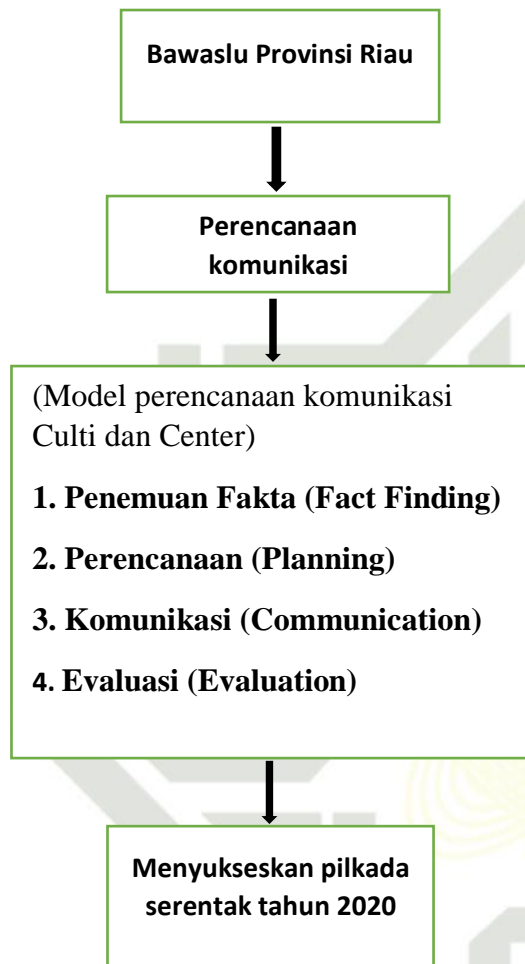 Bawaslu Provinsi Riau
Perencanaan
komunikasi
(Model perencanaan komunikasi
Culti dan Center)
1. Penemuan Fakta (Fact Finding)
2. Perencanaan (Planning)
3. Komunikasi (Communication)
4. Evaluasi (Evaluation)
Menyukseskan pilkada
serentak tahun 2020